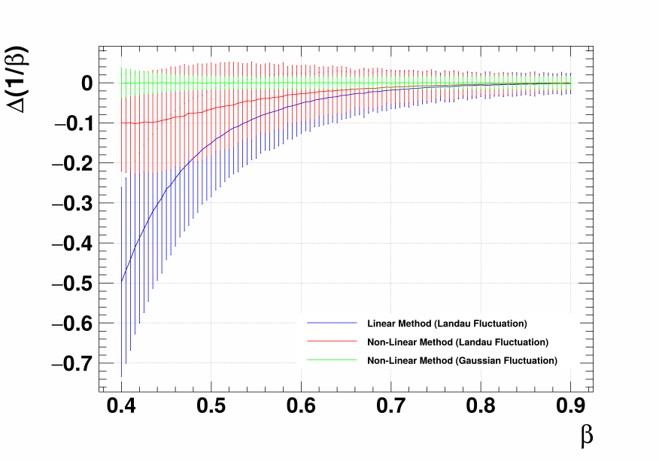 Δ(1/β)
0
−0.1
−0.2
−0.3
−0.4
−0.5
−0.6
−0.7
Linear Method (Landau Fluctuation)
Non-Linear Method (Landau Fluctuation)
Non-Linear Method (Gaussian Fluctuation)
0.4 0.5 0.6 0.7 0.8 0.9
β